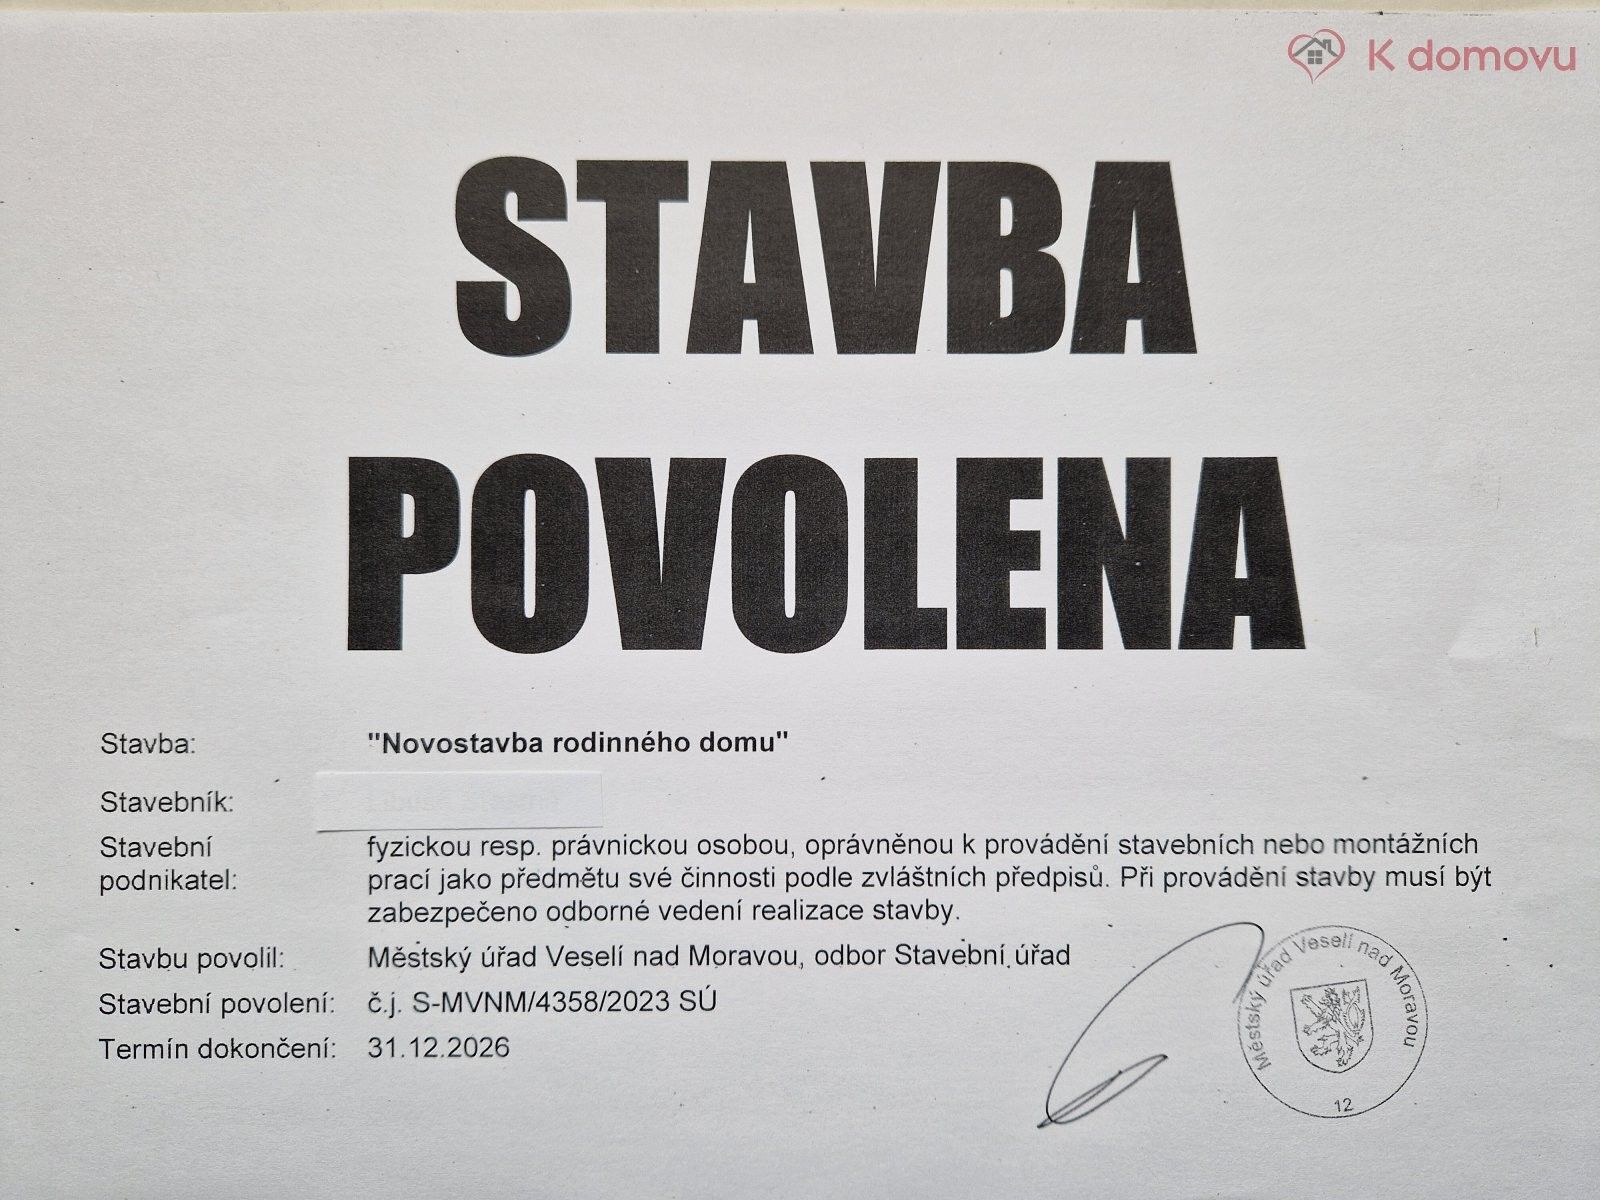 K domovu
STAVBA
POVOLENA
Stavba: "Novostavba rodinného domu"
Stavebník:
Stavební podnikatel: fyzickou resp. právnickou osobou, oprávněnou k provádění stavebních nebo montážních
prací jako předmětu své činnosti podle zvláštních předpisů. Při provádění stavby musí být
zabezpečeno odborné vedení realizace stavby.
Stavbu povolil: Městský úřad Veselí nad Moravou, odbor Stavební úřad
Stavební povolení: č.j. S-MVNM/4358/2023 SÚ
Termín dokončení: 31.12.2026
Městský úřad Veselí nad Moravou
12